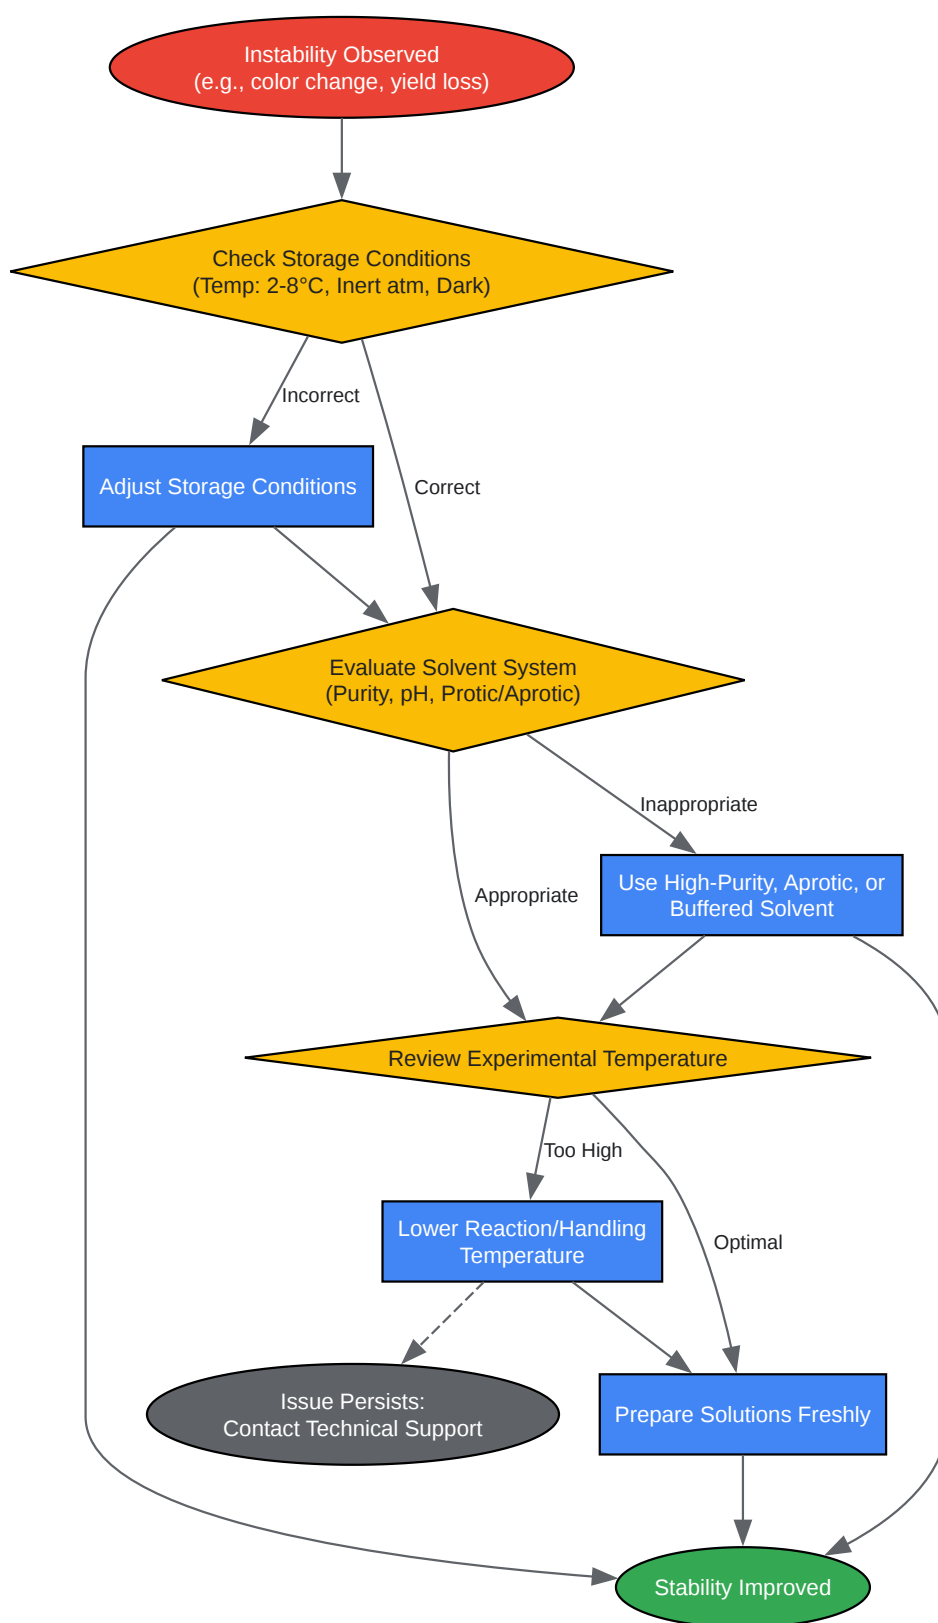 Instability Observed
(e.g., color change, yield loss)
Check Storage Conditions
(Temp: 2-8°C, Inert atm, Dark)
Incorrect
Adjust Storage Conditions
Correct
Evaluate Solvent System
(Purity, pH, Protic/Aprotic)
Inappropriate
Use High-Purity, Aprotic, or
Buffered Solvent
Appropriate
Review Experimental Temperature
Too High
Lower Reaction/Handling
Temperature
Optimal
Issue Persists:
Contact Technical Support
Prepare Solutions Freshly
Stability Improved